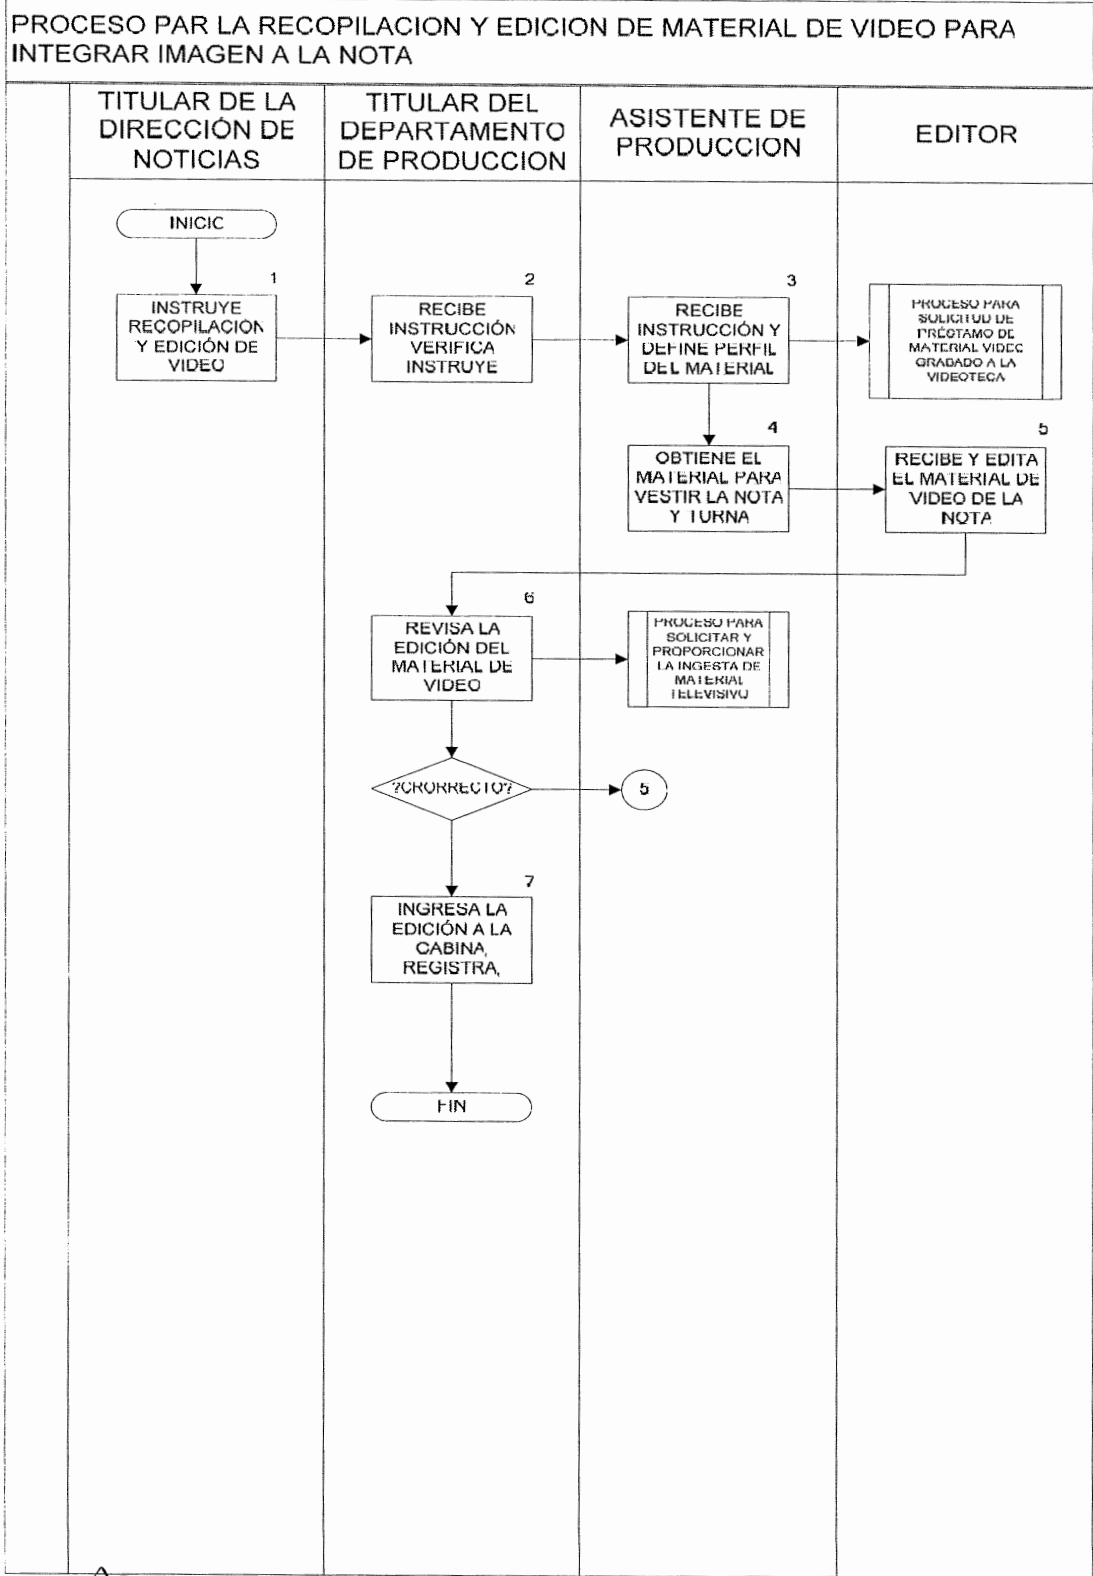 PROCESO PAR LA RECOPILACION Y EDICION DE MATERIAL DE VIDEO PARA
INTEGRAR IMAGEN A LA NOTA
TITULAR DE LA
DIRECCIÓN DE
NOTICIAS
TITULAR DEL
DEPARTAMENTO
DE PRODUCCION
ASISTENTE DE
PRODUCCION
EDITOR
INICIC
1
INSTRUYE
RECOPILACION
Y EDICIÓN DE
VIDEO
2
RECIBE
INSTRUCCIÓN
VERIFICA
INSTRUYE
3
RECIBE
INSTRUCCIÓN Y
DEFINE PERFIL
DEL MATERIAL
PROCESO PARA
SOLICITUD DE
PRÉSTAMO DE
MATERIAL VIDEO
GRABADO A LA
VIDEOTECA
4
OBTIENE EL
MATERIAL PARA
VESTIR LA NOTA
Y TURNA
5
RECIBE Y EDITA
EL MATERIAL DE
VIDEO DE LA
NOTA
6
REVISA LA
EDICIÓN DEL
MATERIAL DE
VIDEO
PROCESO PARA
SOLICITAR Y
PROPORCIONAR
LA INGESTA DE
MATERIAL
TELEVISIVO
?CRORRECTO?
5
7
INGRESA LA
EDICIÓN A LA
CABINA,
REGISTRA,
FIN